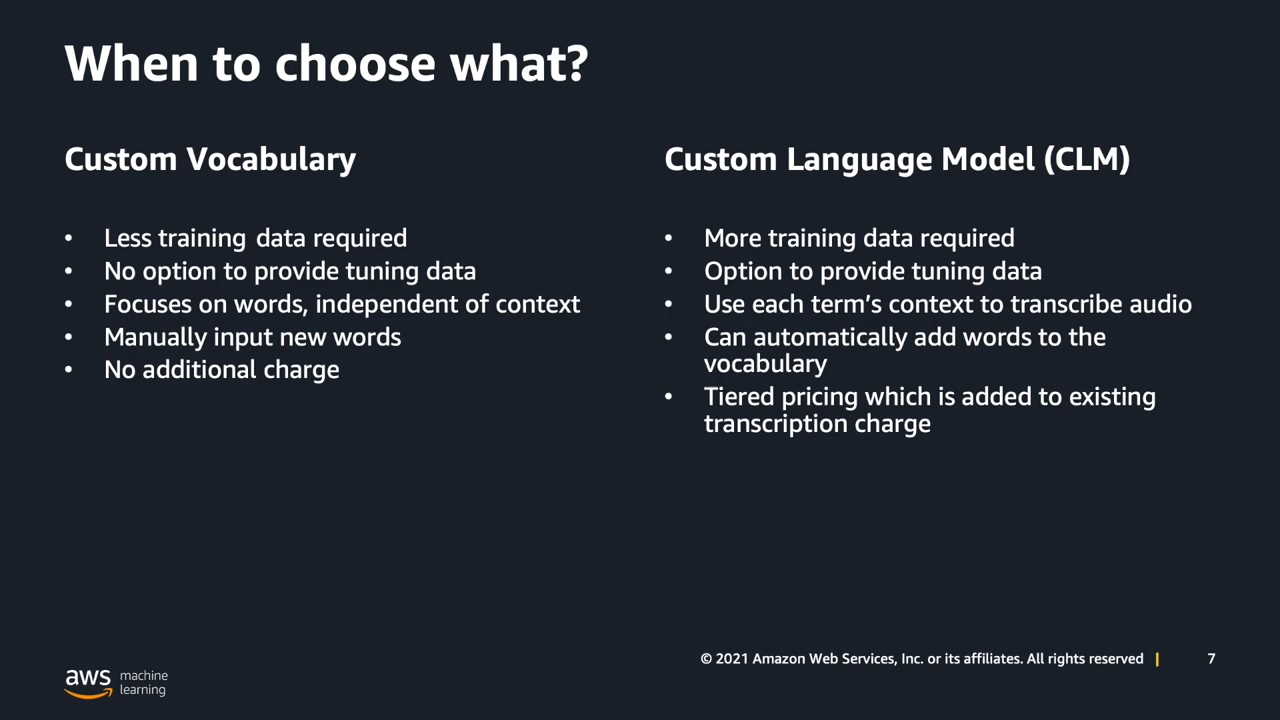 When to choose what?
Custom Vocabulary
• Less training data required
• No option to provide tuning data
• Focuses on words, independent of context
• Manually input new words
• No additional charge
Custom Language Model (CLM)
• More training data required
• Option to provide tuning data
• Use each term’s context to transcribe audio
• Can automatically add words to the
vocabulary
• Tiered pricing which is added to existing
transcription charge
aws machine
learning
© 2021 Amazon Web Services, Inc. or its affiliates. All rights reserved | 7